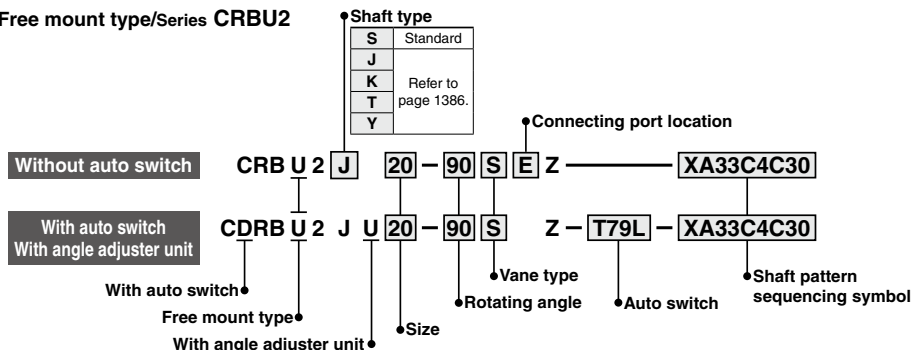 Free mount type/Series CRBU2
Shaft type
S Standard
J
K
T
Y
Refer to
page 1386.
Connecting port location
Without auto switch CRB U 2 J 20 – 90 S E Z — XA33C4C30
With auto switch
With angle adjuster unit
CDRB U 2 J U 20 – 90 S Z – T79L – XA33C4C30
With auto switch
Free mount type
With angle adjuster unit
Size
Rotating angle
Vane type
Auto switch
Shaft pattern
sequencing symbol